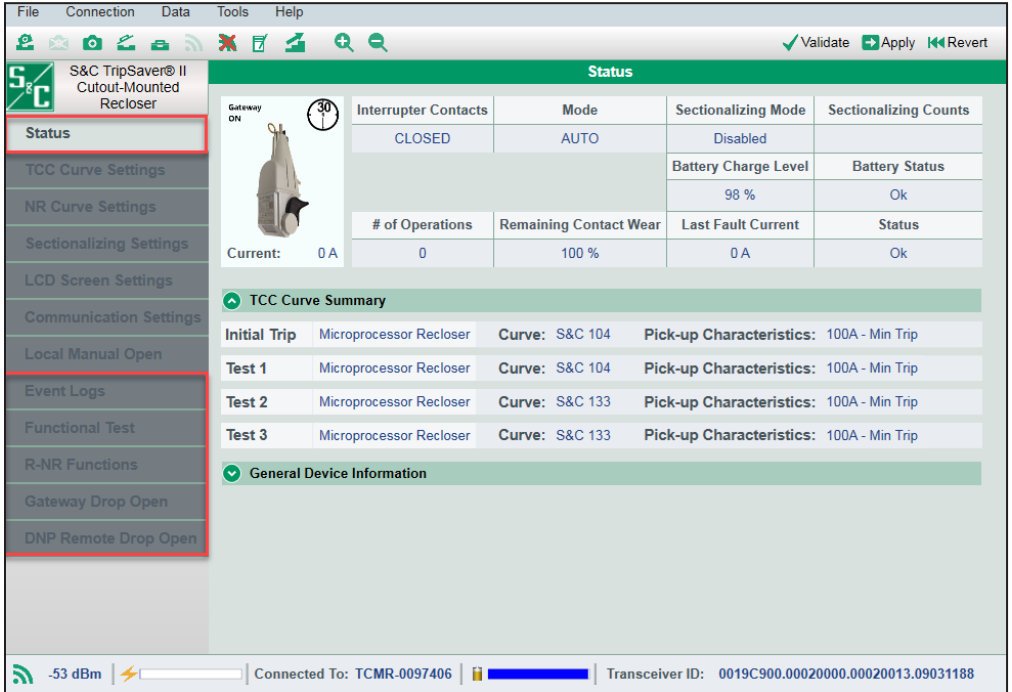 File Connection Data Tools Help
Validate Apply Revert
S&C
S&C TripSaver® II
Cutout-Mounted
Recloser
Status
Status
TCC Curve Settings
NR Curve Settings
Sectionalizing Settings
LCD Screen Settings
Communication Settings
Local Manual Open
Event Logs
Functional Test
R-NR Functions
Gateway Drop Open
DNP Remote Drop Open
Gateway
ON
30
Current: 0 A
Interrupter Contacts Mode Sectionalizing Mode Sectionalizing Counts
CLOSED AUTO Disabled
Battery Charge Level Battery Status
98 % Ok
# of Operations Remaining Contact Wear Last Fault Current Status
0 100 % 0 A Ok
TCC Curve Summary
Initial Trip Microprocessor Recloser Curve: S&C 104 Pick-up Characteristics: 100A - Min Trip
Test 1 Microprocessor Recloser Curve: S&C 104 Pick-up Characteristics: 100A - Min Trip
Test 2 Microprocessor Recloser Curve: S&C 133 Pick-up Characteristics: 100A - Min Trip
Test 3 Microprocessor Recloser Curve: S&C 133 Pick-up Characteristics: 100A - Min Trip
General Device Information
-53 dBm Connected To: TCMR-0097406 Transceiver ID: 0019C900.00020000.00020013.09031188